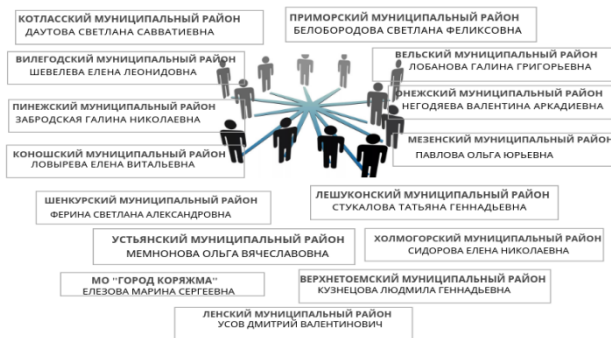 КОТЛАССКИЙ МУНИЦИПАЛЬНЫЙ РАЙОН
ДАУТОВА СВЕТЛАНА САВВАТИЕВНА
ПРИМОРСКИЙ МУНИЦИПАЛЬНЫЙ РАЙОН
БЕЛОБОРОДОВА СВЕТЛАНА ФЕЛИКСОВНА
ВИЛЕГОДСКИЙ МУНИЦИПАЛЬНЫЙ РАЙОН
ШЕВЕЛЕВА ЕЛЕНА ЛЕОНИДОВНА
ВЕЛЬСКИЙ МУНИЦИПАЛЬНЫЙ РАЙОН
ЛОБАНОВА ГАЛИНА ГРИГОРЬЕВНА
ПИНЕЖСКИЙ МУНИЦИПАЛЬНЫЙ РАЙОН
ЗАБРОДСКАЯ ГАЛИНА НИКОЛАЕВНА
ОНЕЖСКИЙ МУНИЦИПАЛЬНЫЙ РАЙОН
НЕГОДЯЕВА ВАЛЕНТИНА АРКАДИЕВНА
КОНОШСКИЙ МУНИЦИПАЛЬНЫЙ РАЙОН
ЛОВЫРЕВА ЕЛЕНА ВИТАЛЬЕВНА
МЕЗЕНСКИЙ МУНИЦИПАЛЬНЫЙ РАЙОН
ПАВЛОВА ОЛЬГА ЮРЬЕВНА
ШЕНКУРСКИЙ МУНИЦИПАЛЬНЫЙ РАЙОН
ФЕРИНА СВЕТЛАНА АЛЕКСАНДРОВНА
ЛЕШУКОНСКИЙ МУНИЦИПАЛЬНЫЙ РАЙОН
СТУКАЛОВА ТАТЬЯНА ГЕННАДЬЕВНА
УСТЬЯНСКИЙ МУНИЦИПАЛЬНЫЙ РАЙОН
МЕМНОНОВА ОЛЬГА ВЯЧЕСЛАВОВНА
ХОЛМОГОРСКИЙ МУНИЦИПАЛЬНЫЙ РАЙОН
СИДОРОВА ЕЛЕНА НИКОЛАЕВНА
МО "ГОРОД КОРЯЖМА"
ЕЛЕЗОВА МАРИНА СЕРГЕЕВНА
ВЕРХНЕТОЕМСКИЙ МУНИЦИПАЛЬНЫЙ РАЙОН
КУЗНЕЦОВА ЛЮДМИЛА ГЕННАДЬЕВНА
ЛЕНСКИЙ МУНИЦИПАЛЬНЫЙ РАЙОН
УСОВ ДМИТРИЙ ВАЛЕНТИНОВИЧ